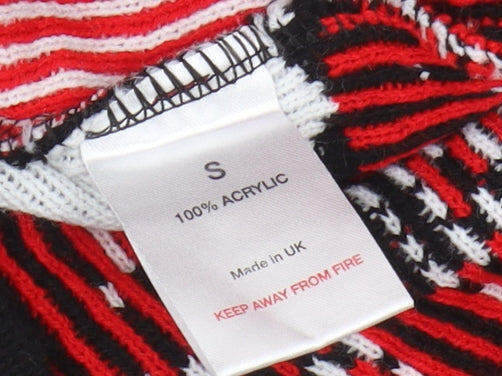 S
100% ACRYLIC
Made in UK
KEEP AWAY FROM FIRE